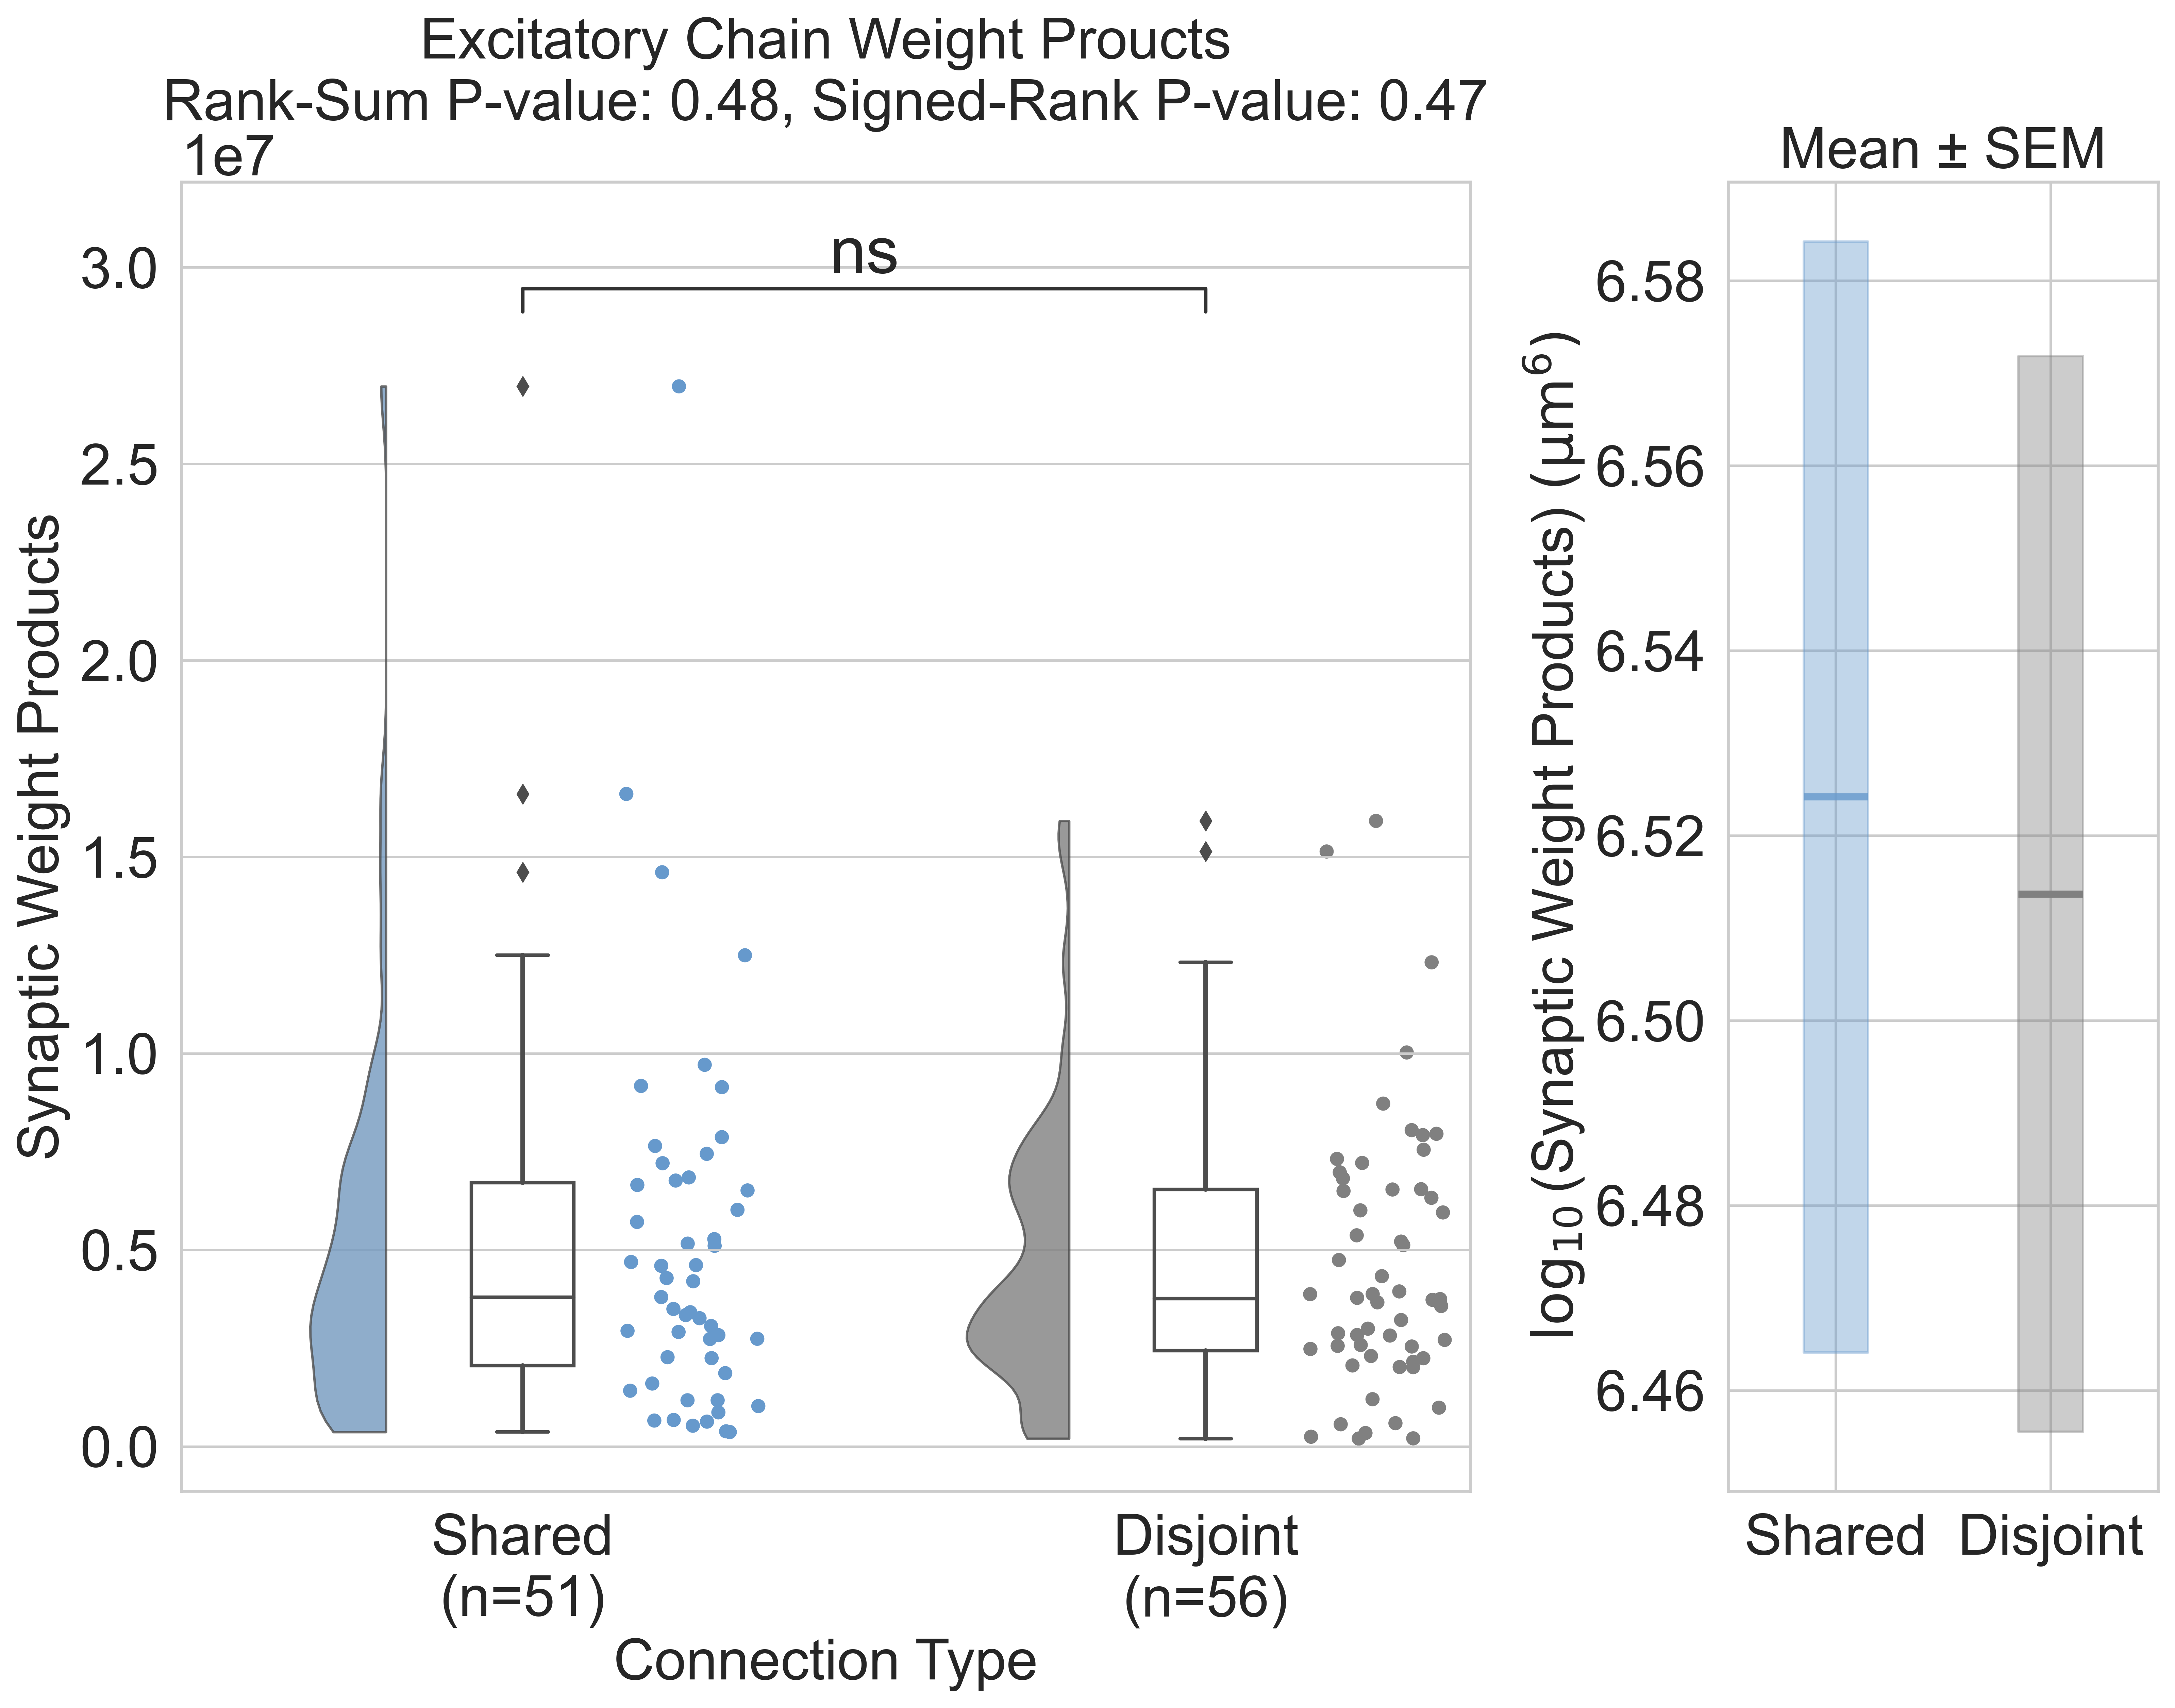 Excitatory Chain Weight Proucts
Rank-Sum P-value: 0.48, Signed-Rank P-value: 0.47
1e7
Synaptic Weight Products
3.0
2.5
2.0
1.5
1.0
0.5
0.0
ns
Shared
(n=51)
Disjoint
(n=56)
Connection Type
Mean ± SEM
log₁₀ (Synaptic Weight Products) (µm⁶)
6.58
6.56
6.54
6.52
6.50
6.48
6.46
Shared Disjoint